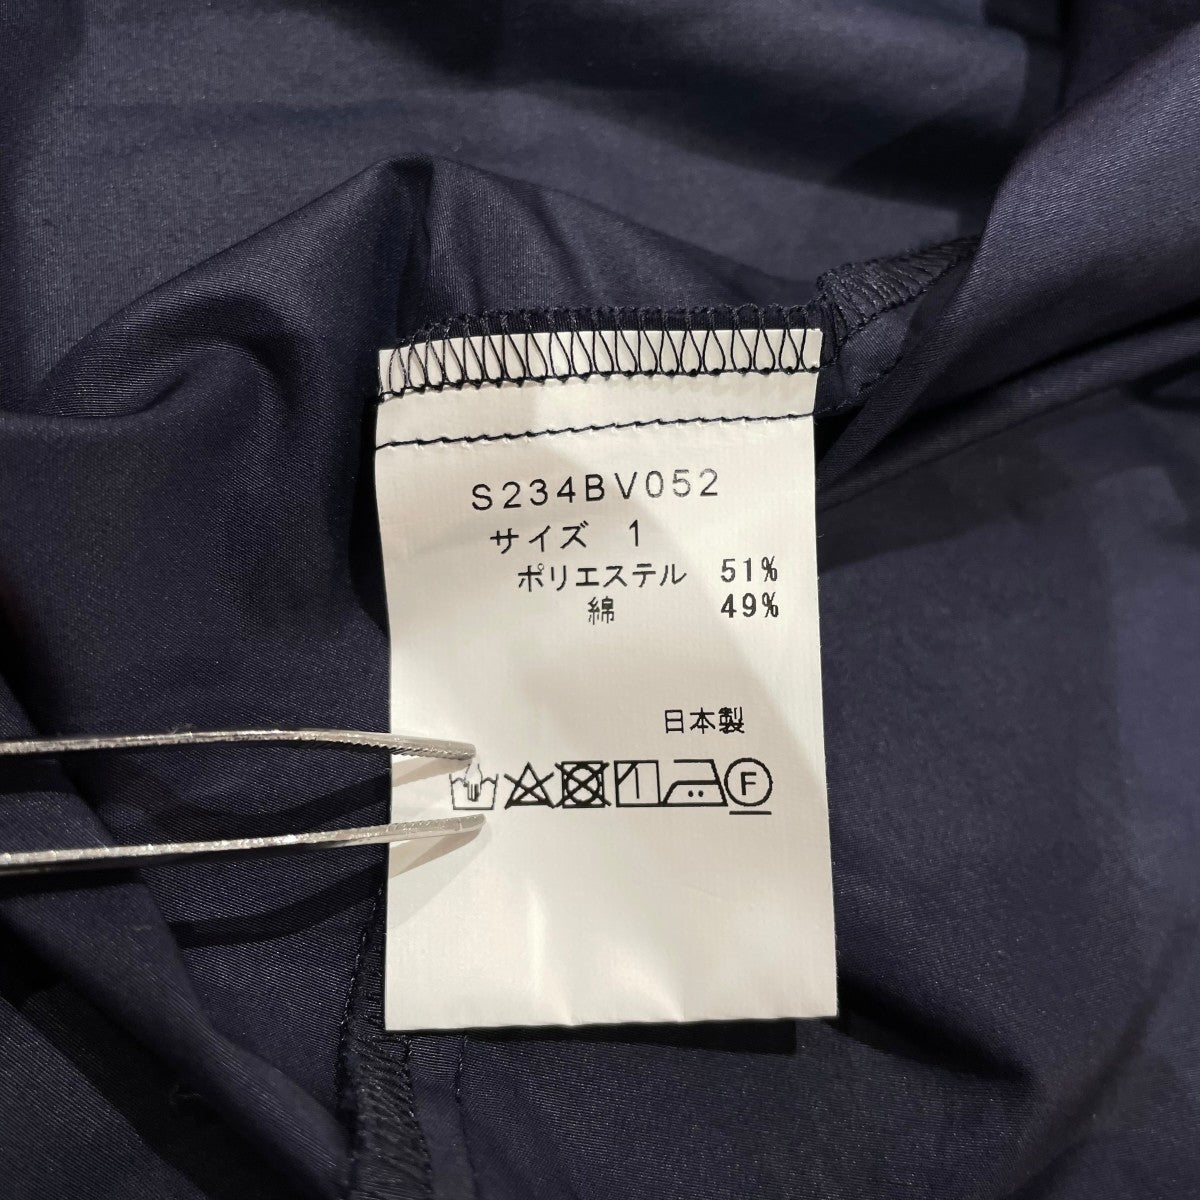 S234BV052
サイズ 1
ポリエステル 51%
綿 49%
日本製
F